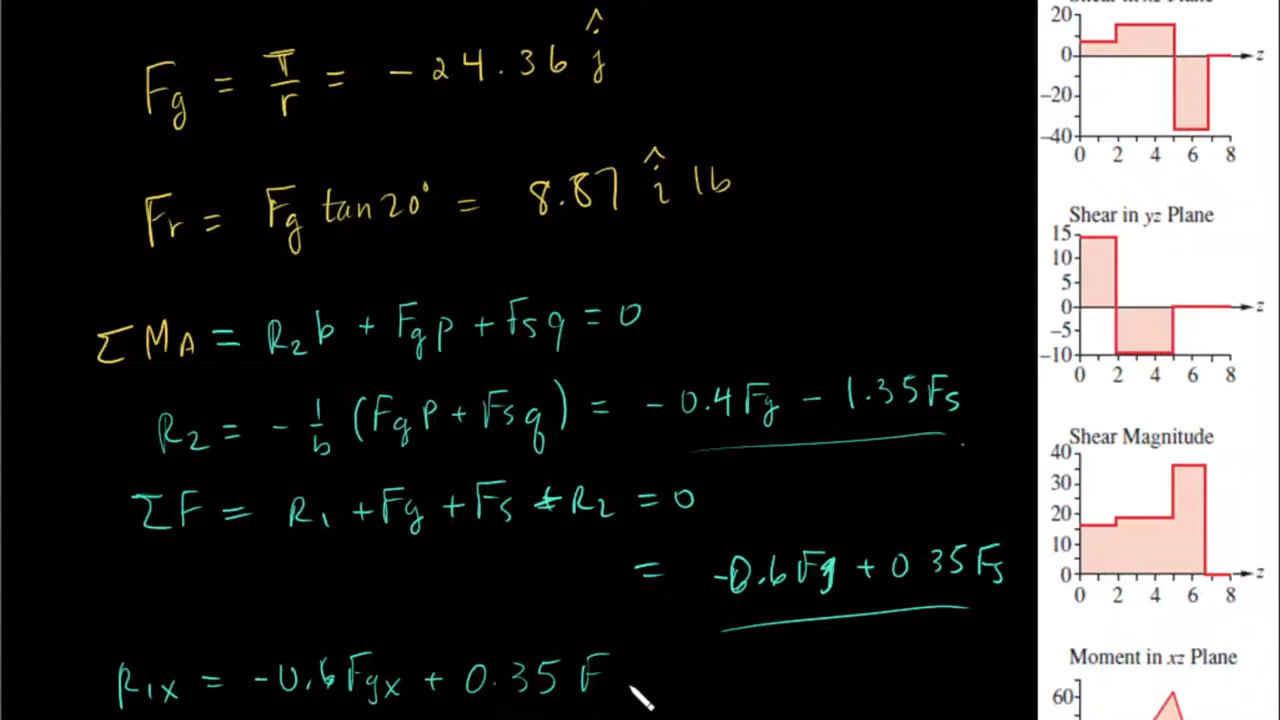 Fg = T/r = -24.36 ĵ
Fr = Fg tan20° = 8.87 î lb
ΣMA = R2b + Fgp + Fsq = 0
R2 = -1/b (Fgp + Fsq) = -0.4Fg - 1.35Fs
ΣF = R1 + Fg + Fs + R2 = 0
= -0.6Fg + 0.35Fs
R1x = -0.6Fgx + 0.35F
Shear in xz Plane
20
0
-20
-40
z
0 2 4 6 8
Shear in yz Plane
15
10
5
0
-5
-10
z
0 2 4 6 8
Shear Magnitude
40
30
20
10
0
z
0 2 4 6 8
Moment in xz Plane
60